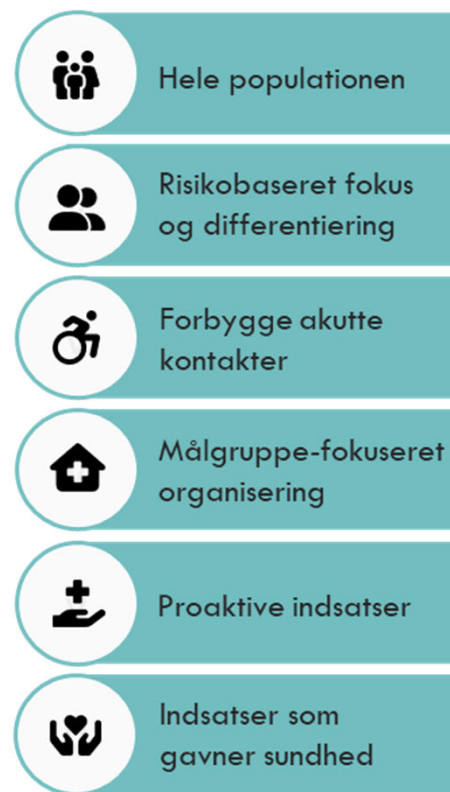 Hele populationen
Risikobaseret fokus
og differentiering
Forbygge akutte
kontakter
Målgruppe-fokuseret
organisering
Proaktive indsatser
Indsatser som
gavner sundhed